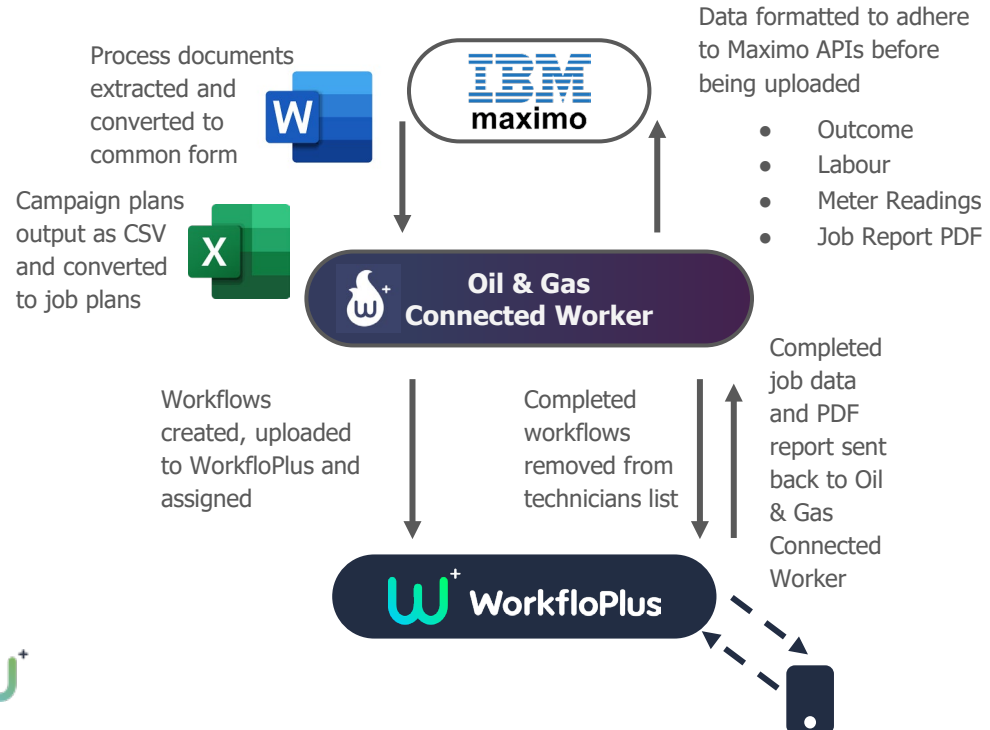 Process documents
extracted and
converted to
common form
W
IBM
maximo
Data formatted to adhere
to Maximo APIs before
being uploaded
● Outcome
● Labour
● Meter Readings
● Job Report PDF
Campaign plans
output as CSV
and converted
to job plans
X
w+
Oil & Gas
Connected Worker
Workflows
created, uploaded
to WorkfloPlus and
assigned
Completed
workflows
removed from
technicians list
Completed
job data
and PDF
report sent
back to Oil
& Gas
Connected
Worker
W+ WorkfloPlus